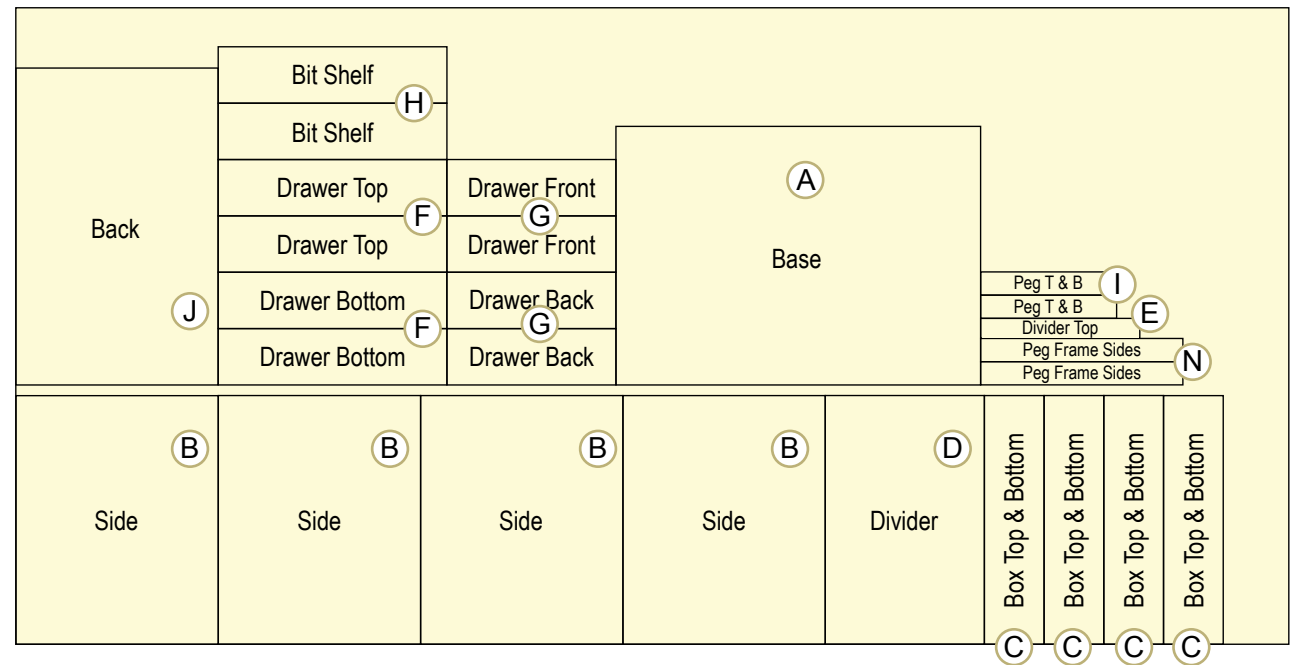 Bit Shelf
H
Bit Shelf
Back
J
Drawer Top
F
Drawer Top
Drawer Bottom
F
Drawer Bottom
Drawer Front
G
Drawer Front
Drawer Back
G
Drawer Back
A
Base
Peg T & B
I
Peg T & B
E
Divider Top
Peg Frame Sides
N
Peg Frame Sides
B
Side
B
Side
B
Side
B
Side
D
Divider
Box Top & Bottom
C
Box Top & Bottom
C
Box Top & Bottom
C
Box Top & Bottom
C